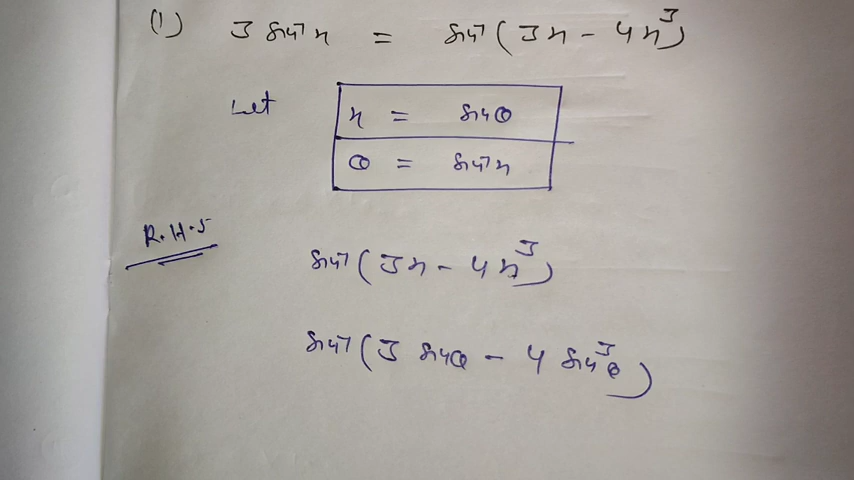 (1) 3 sin⁻¹x = sin⁻¹(3x - 4x³)
Let
x = sinθ
θ = sin⁻¹x
R.H.S
sin⁻¹(3x - 4x³)
sin⁻¹(3 sinθ - 4 sin³θ)